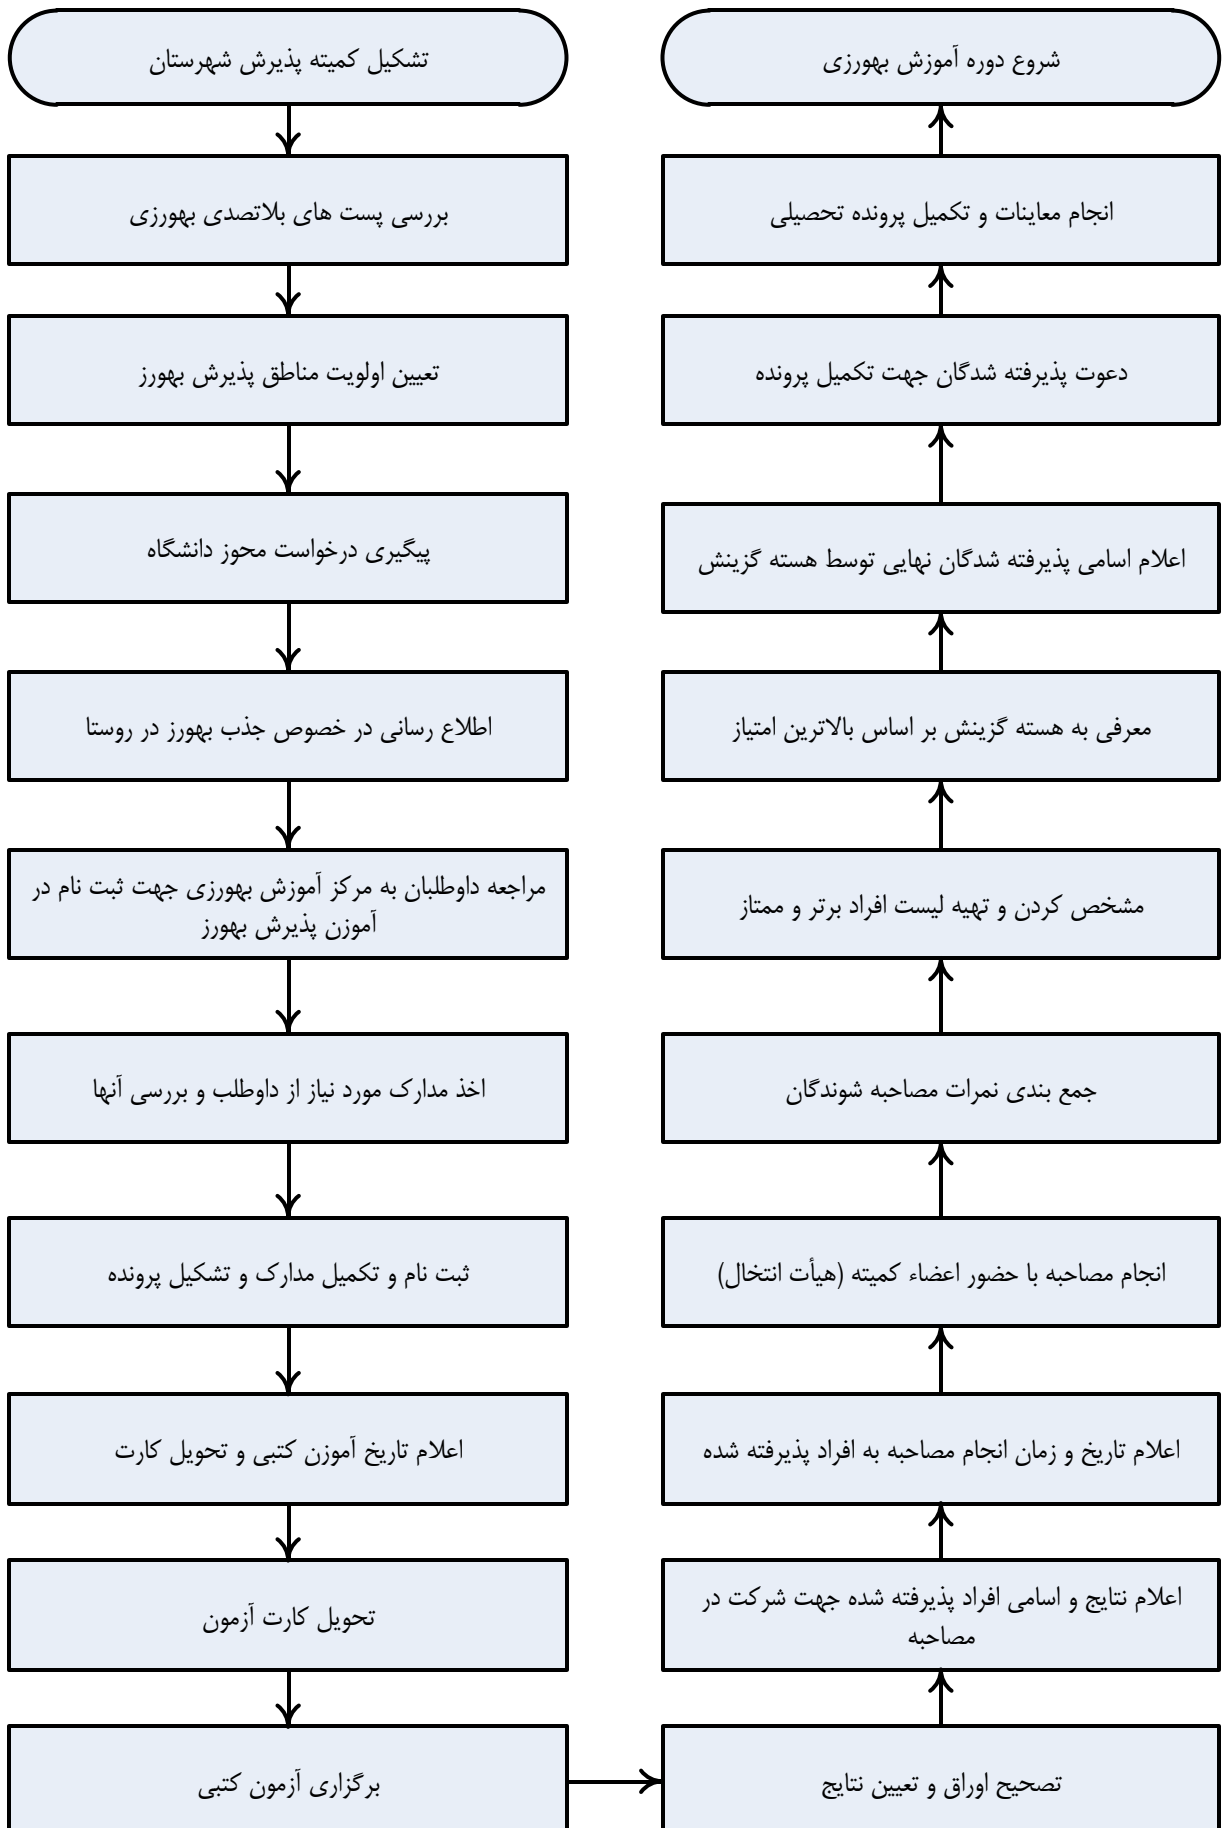 تشکیل کمیته پذیرش شهرستان
بررسی پست های بلاتصدی بهورزی
تعیین اولویت مناطق پذیرش بهورز
پیگیری درخواست محوز دانشگاه
اطلاع رسانی در خصوص جذب بهورز در روستا
مراجعه داوطلبان به مرکز آموزش بهورزی جهت ثبت نام در
آموزن پذیرش بهورز
اخذ مدارک مورد نیاز از داوطلب و بررسی آنها
ثبت نام و تکمیل مدارک و تشکیل پرونده
اعلام تاریخ آموزن کتبی و تحویل کارت
تحویل کارت آزمون
برگزاری آزمون کتبی
تصحیح اوراق و تعیین نتایج
اعلام نتایج و اسامی افراد پذیرفته شده جهت شرکت در
مصاحبه
اعلام تاریخ و زمان انجام مصاحبه به افراد پذیرفته شده
انجام مصاحبه با حضور اعضاء کمیته (هیأت انتخال)
جمع بندی نمرات مصاحبه شوندگان
مشخص کردن و تهیه لیست افراد برتر و ممتاز
معرفی به هسته گزینش بر اساس بالاترین امتیاز
اعلام اسامی پذیرفته شدگان نهایی توسط هسته گزینش
دعوت پذیرفته شدگان جهت تکمیل پرونده
انجام معاینات و تکمیل پرونده تحصیلی
شروع دوره آموزش بهورزی